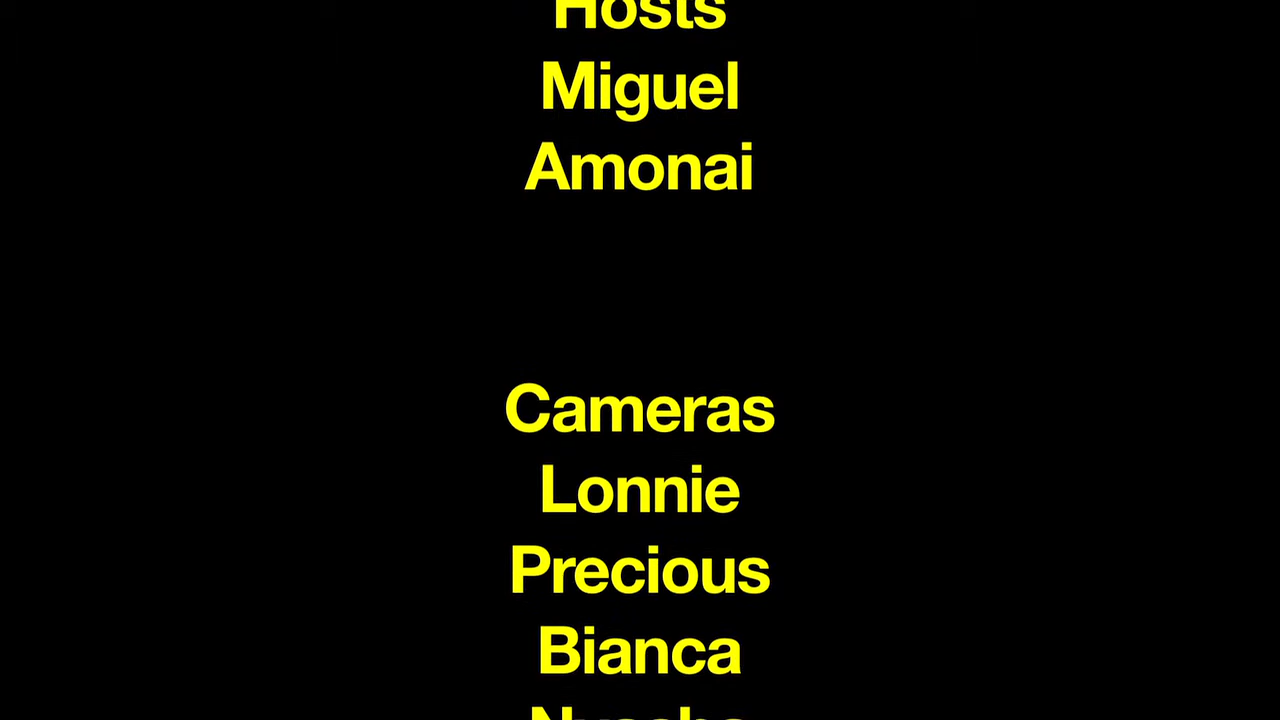 Hosts
Miguel
Amonai
Cameras
Lonnie
Precious
Bianca